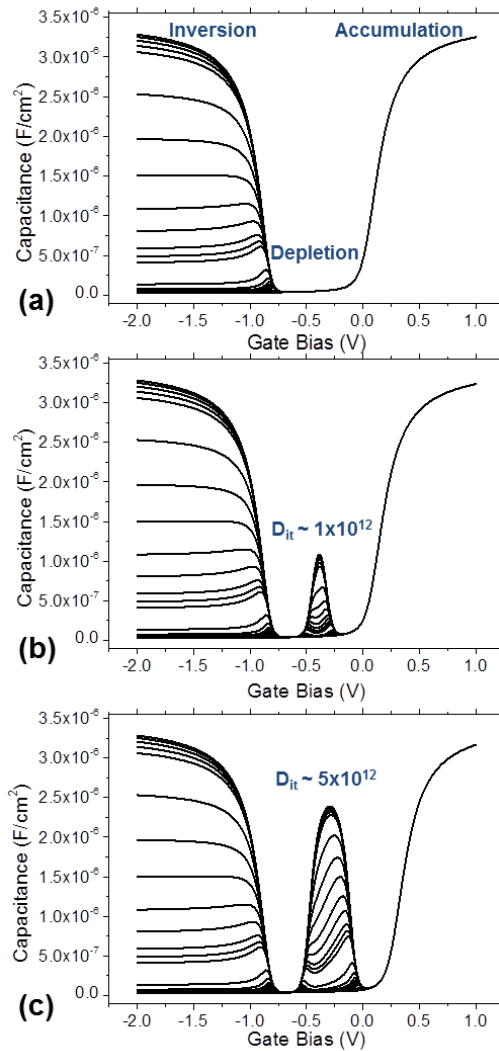 Inversion
Accumulation
Depletion
Capacitance (F/cm²)
3.5x10⁻⁶
3.0x10⁻⁶
2.5x10⁻⁶
2.0x10⁻⁶
1.5x10⁻⁶
1.0x10⁻⁶
5.0x10⁻⁷
0.0
(a)
-2.0 -1.5 -1.0 -0.5 0.0 0.5 1.0
Gate Bias (V)
Dit ~ 1x10¹²
Capacitance (F/cm²)
3.5x10⁻⁶
3.0x10⁻⁶
2.5x10⁻⁶
2.0x10⁻⁶
1.5x10⁻⁶
1.0x10⁻⁶
5.0x10⁻⁷
0.0
(b)
-2.0 -1.5 -1.0 -0.5 0.0 0.5 1.0
Gate Bias (V)
Dit ~ 5x10¹²
Capacitance (F/cm²)
3.5x10⁻⁶
3.0x10⁻⁶
2.5x10⁻⁶
2.0x10⁻⁶
1.5x10⁻⁶
1.0x10⁻⁶
5.0x10⁻⁷
0.0
(c)
-2.0 -1.5 -1.0 -0.5 0.0 0.5 1.0
Gate Bias (V)